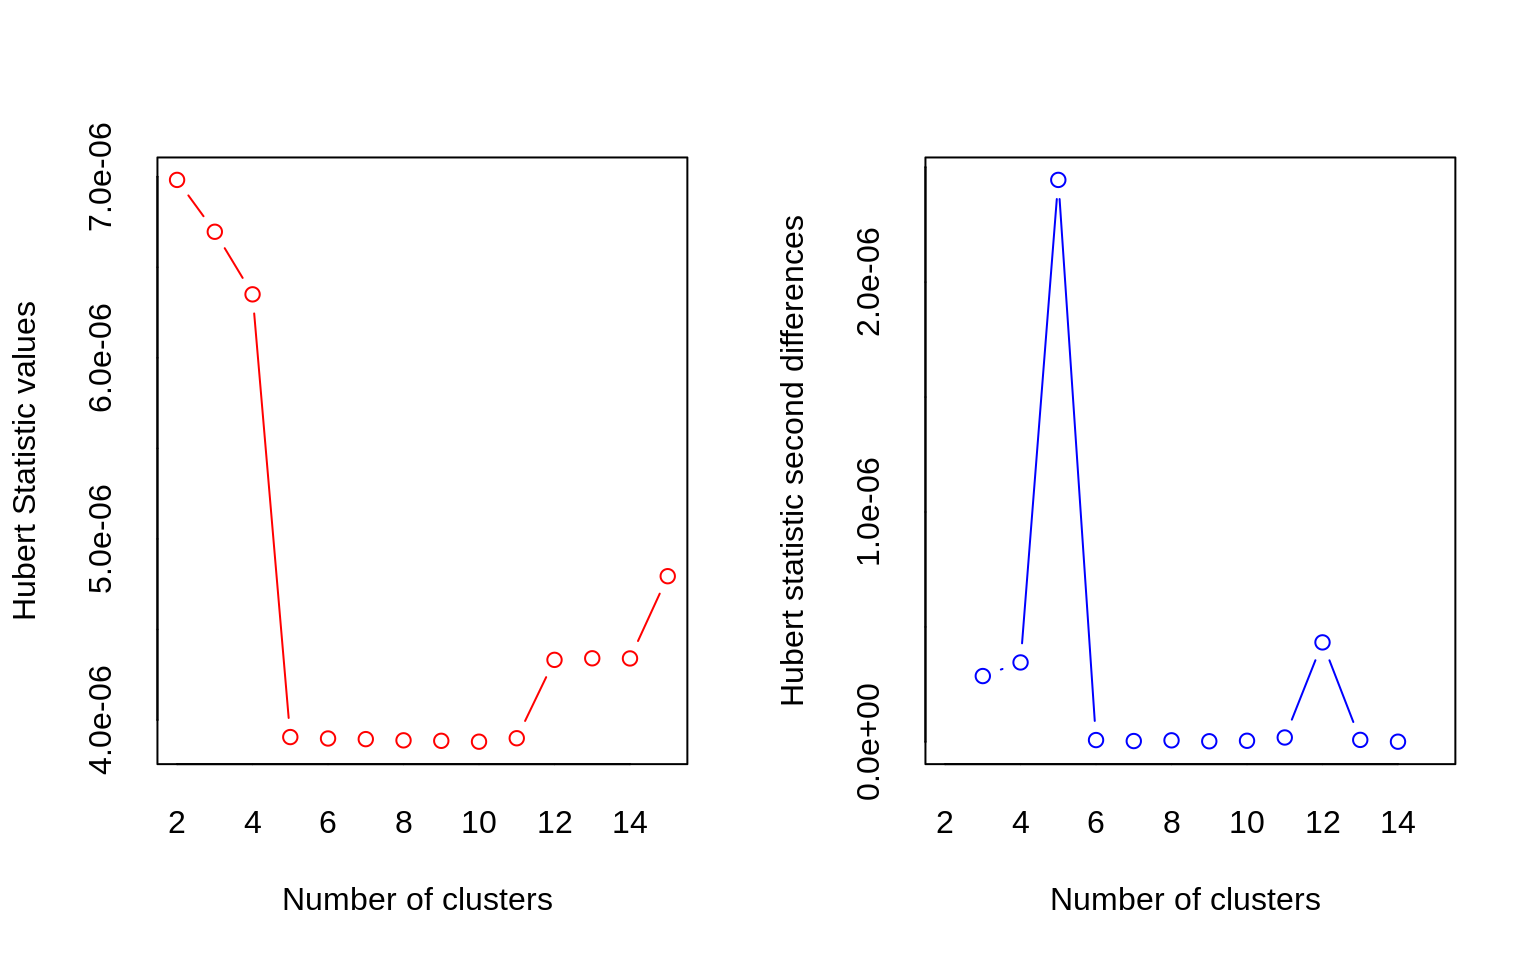 Hubert Statistic values
7.0e-06
6.0e-06
5.0e-06
4.0e-06
2 4 6 8 10 12 14
Number of clusters
Hubert statistic second differences
2.0e-06
1.0e-06
0.0e+00
2 4 6 8 10 12 14
Number of clusters